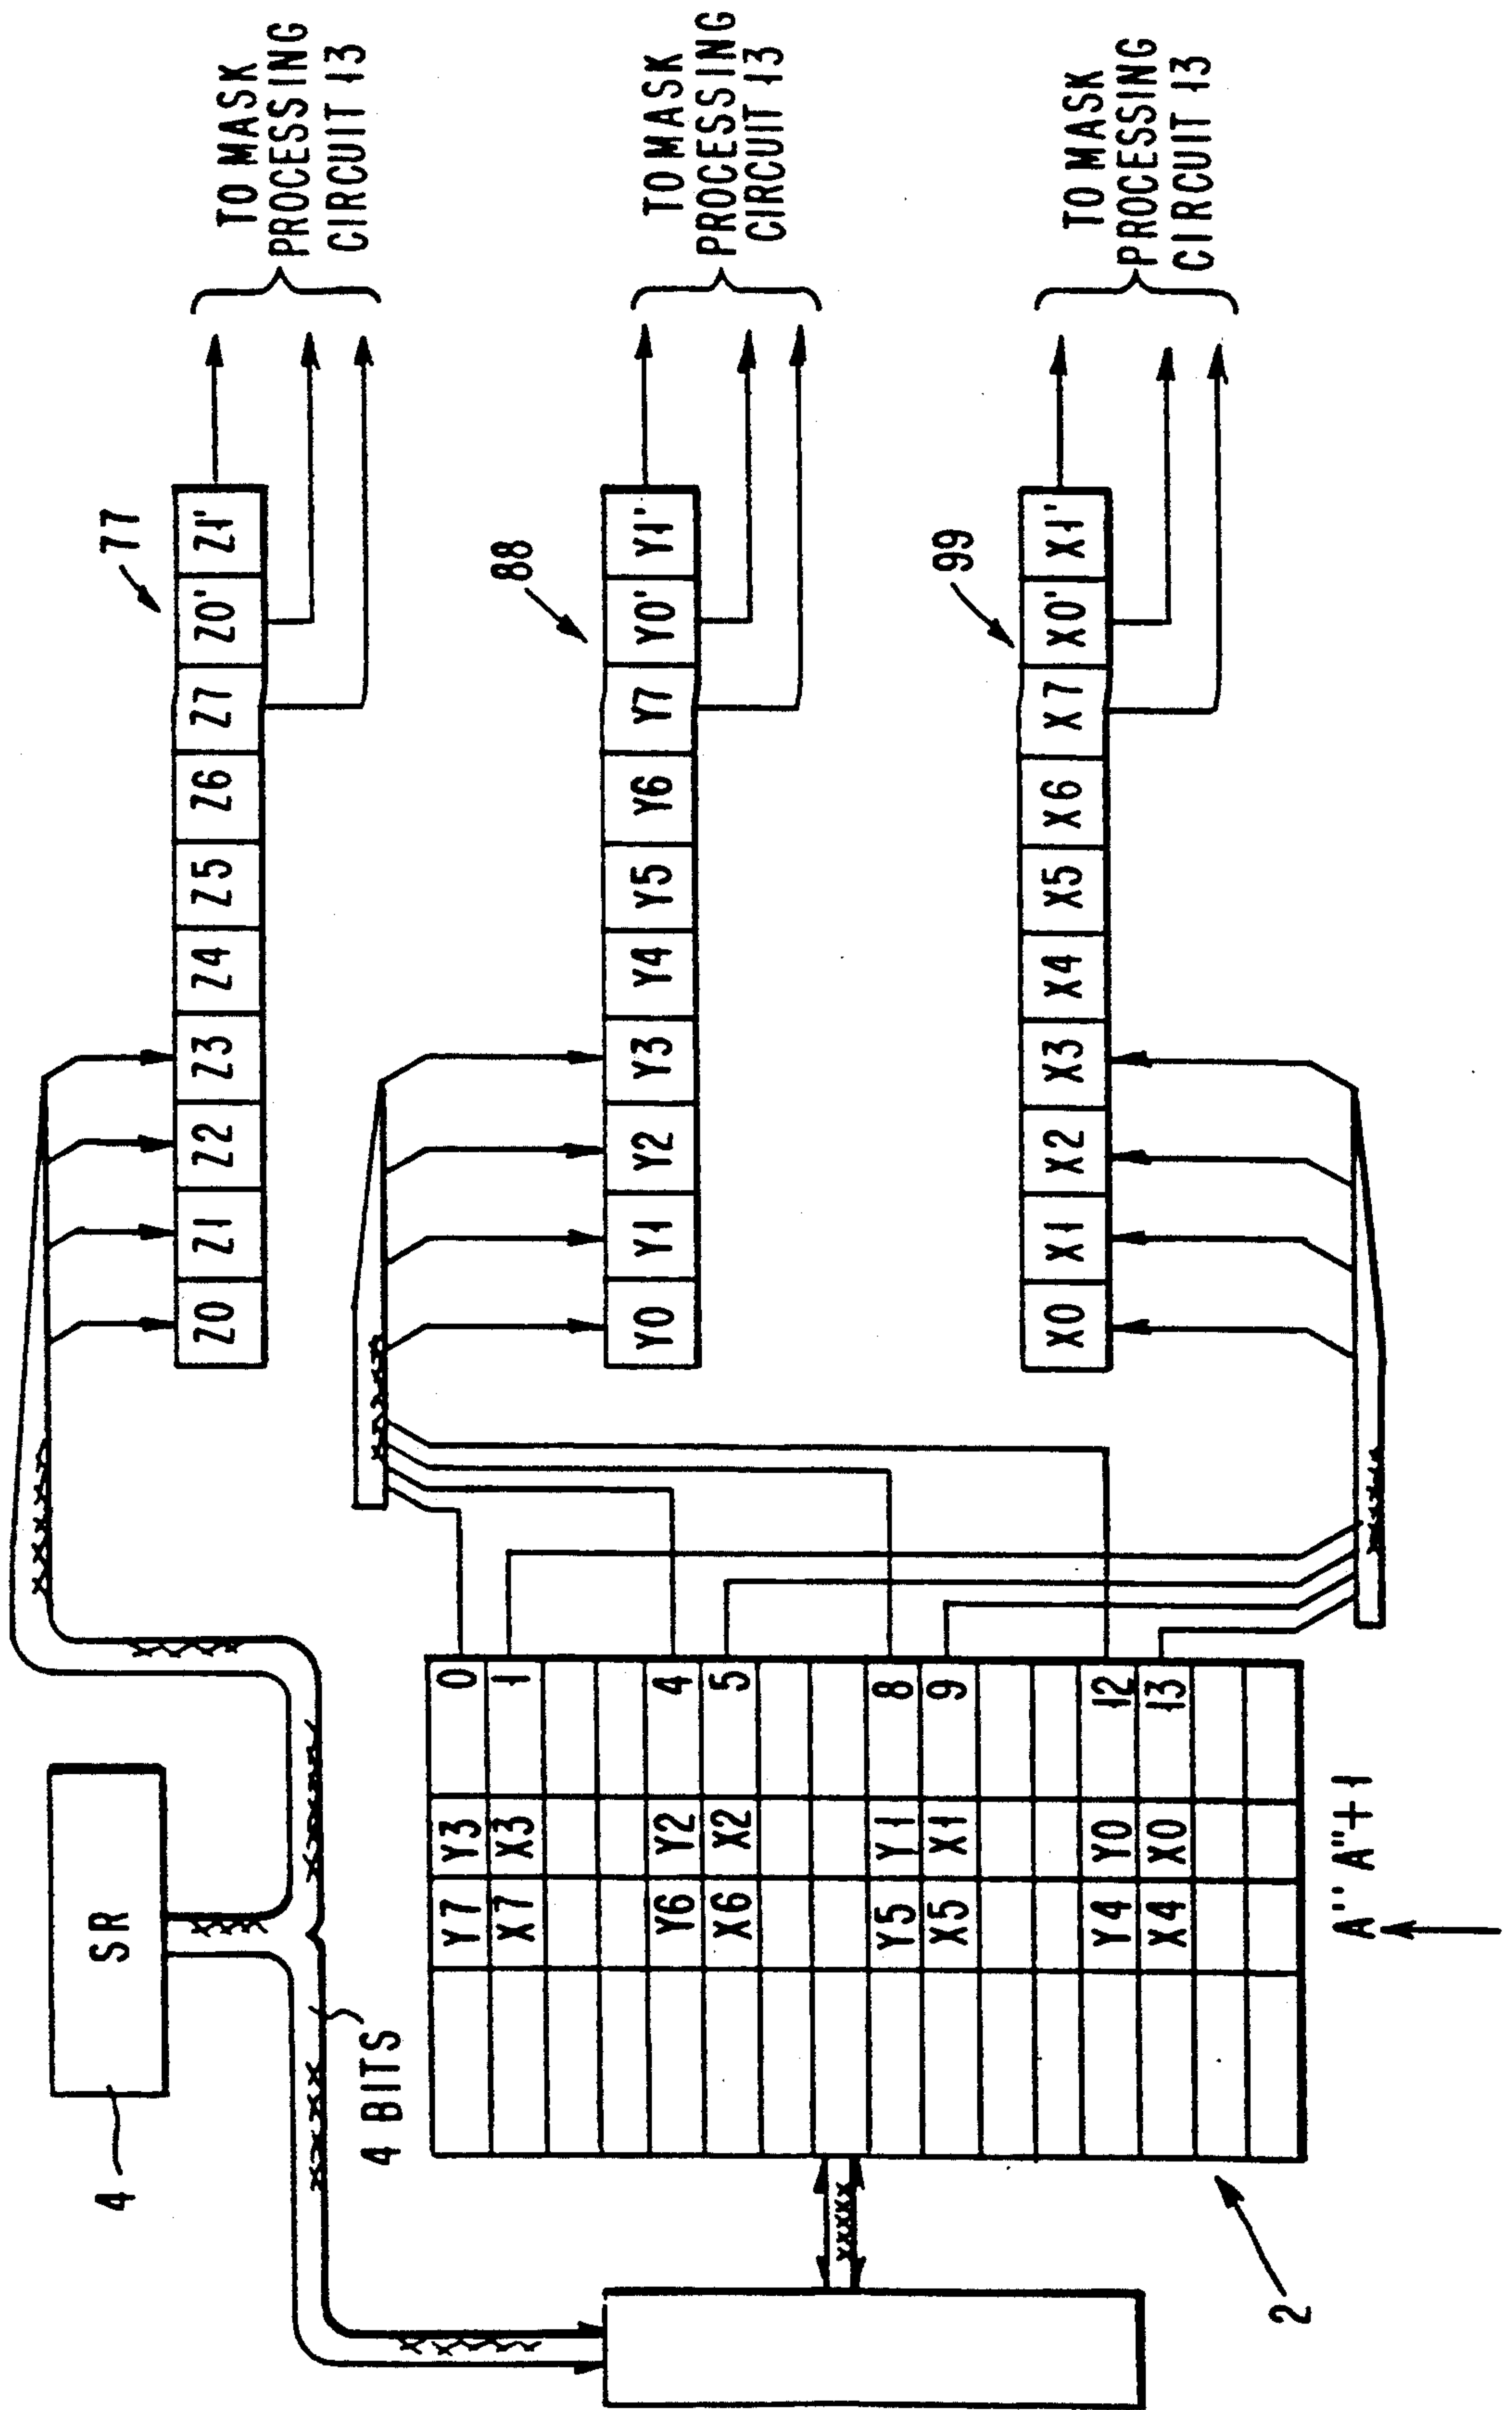 4
SR
4 BITS
77
Z0 Z1 Z2 Z3 Z4 Z5 Z6 Z7 Z0' Z1'
TO MASK
PROCESSING
CIRCUIT 13
88
Y0 Y1 Y2 Y3 Y4 Y5 Y6 Y7 Y0' Y1'
TO MASK
PROCESSING
CIRCUIT 13
99
X0 X1 X2 X3 X4 X5 X6 X7 X0' X1'
TO MASK
PROCESSING
CIRCUIT 13
Y7 Y3 0
X7 X3 1
Y6 Y2 4
X6 X2 5
Y5 Y1 8
X5 X1 9
Y4 Y0 12
X4 X0 13
A" A"+1
2